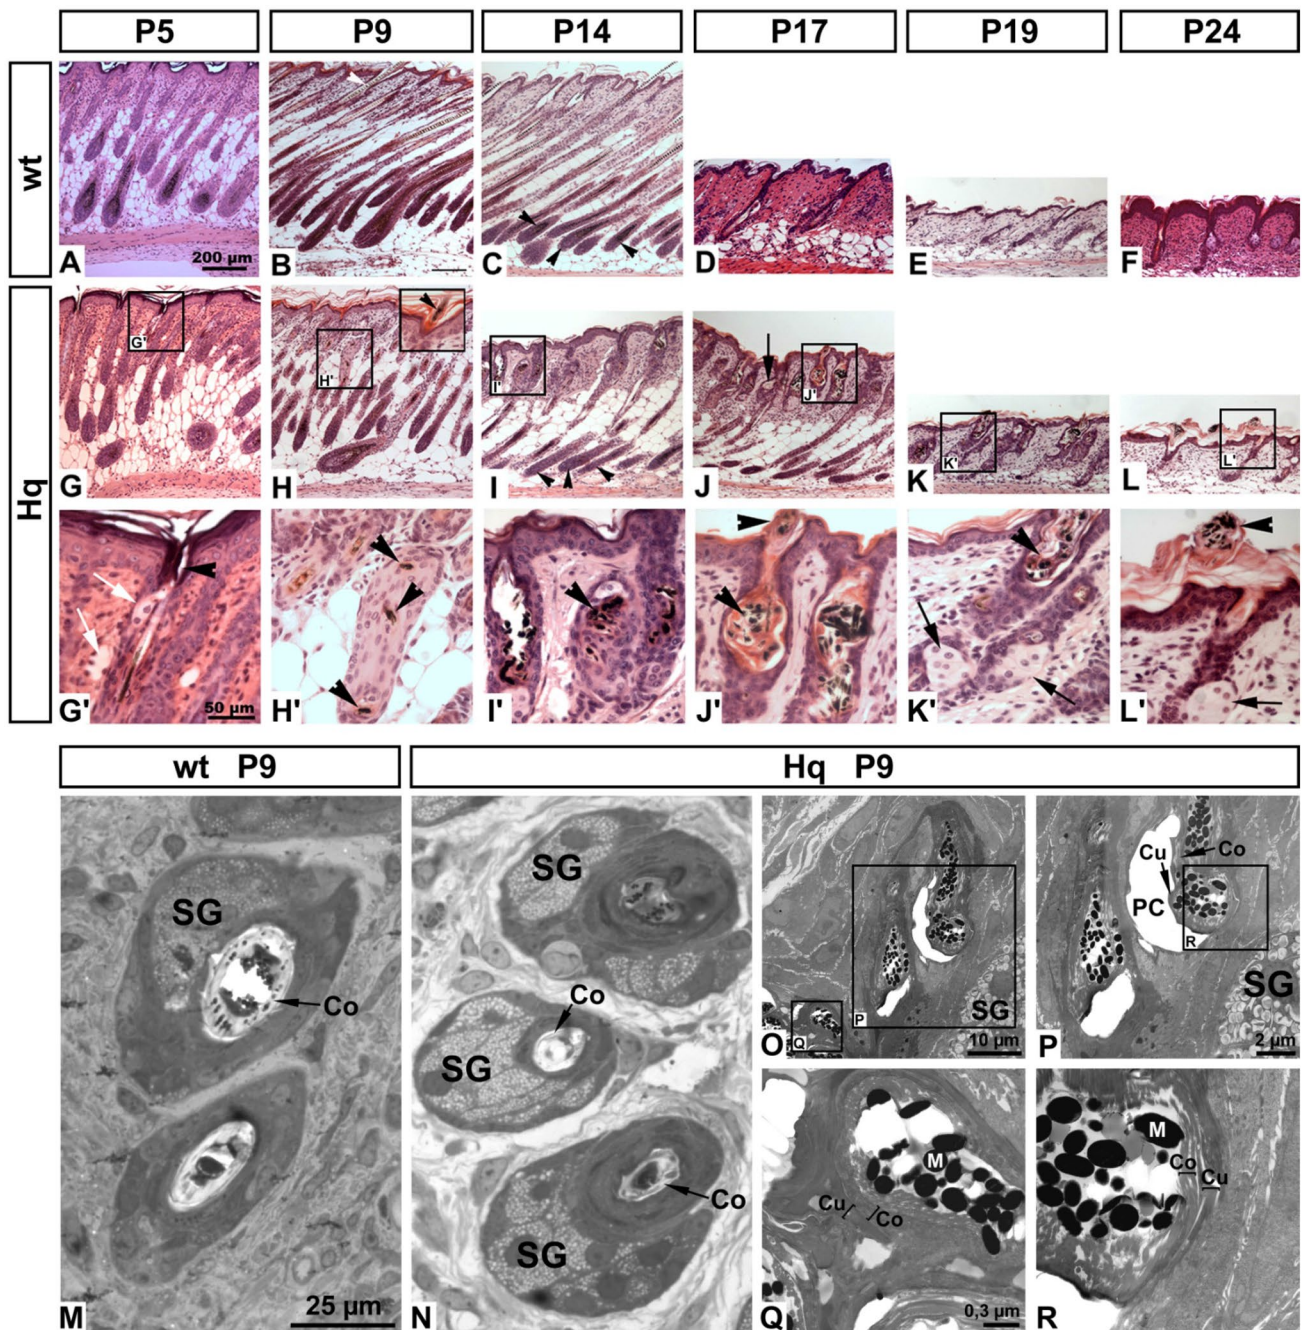 P5 P9 P14 P17 P19 P24
wt
A 200 µm B C D E F
Hq
G' H' I' J' K' L'
G H I J K L
G' 50 µm H' I' J' K' L'
wt P9 Hq P9
SG
Co
M 25 µm
SG
Co
SG
Co
SG
N
P
SG
Q
O 10 µm
Cu Co
PC
R
SG
P 2 µm
M
Cu Co
Q 0,3 µm
M
Co Cu
R